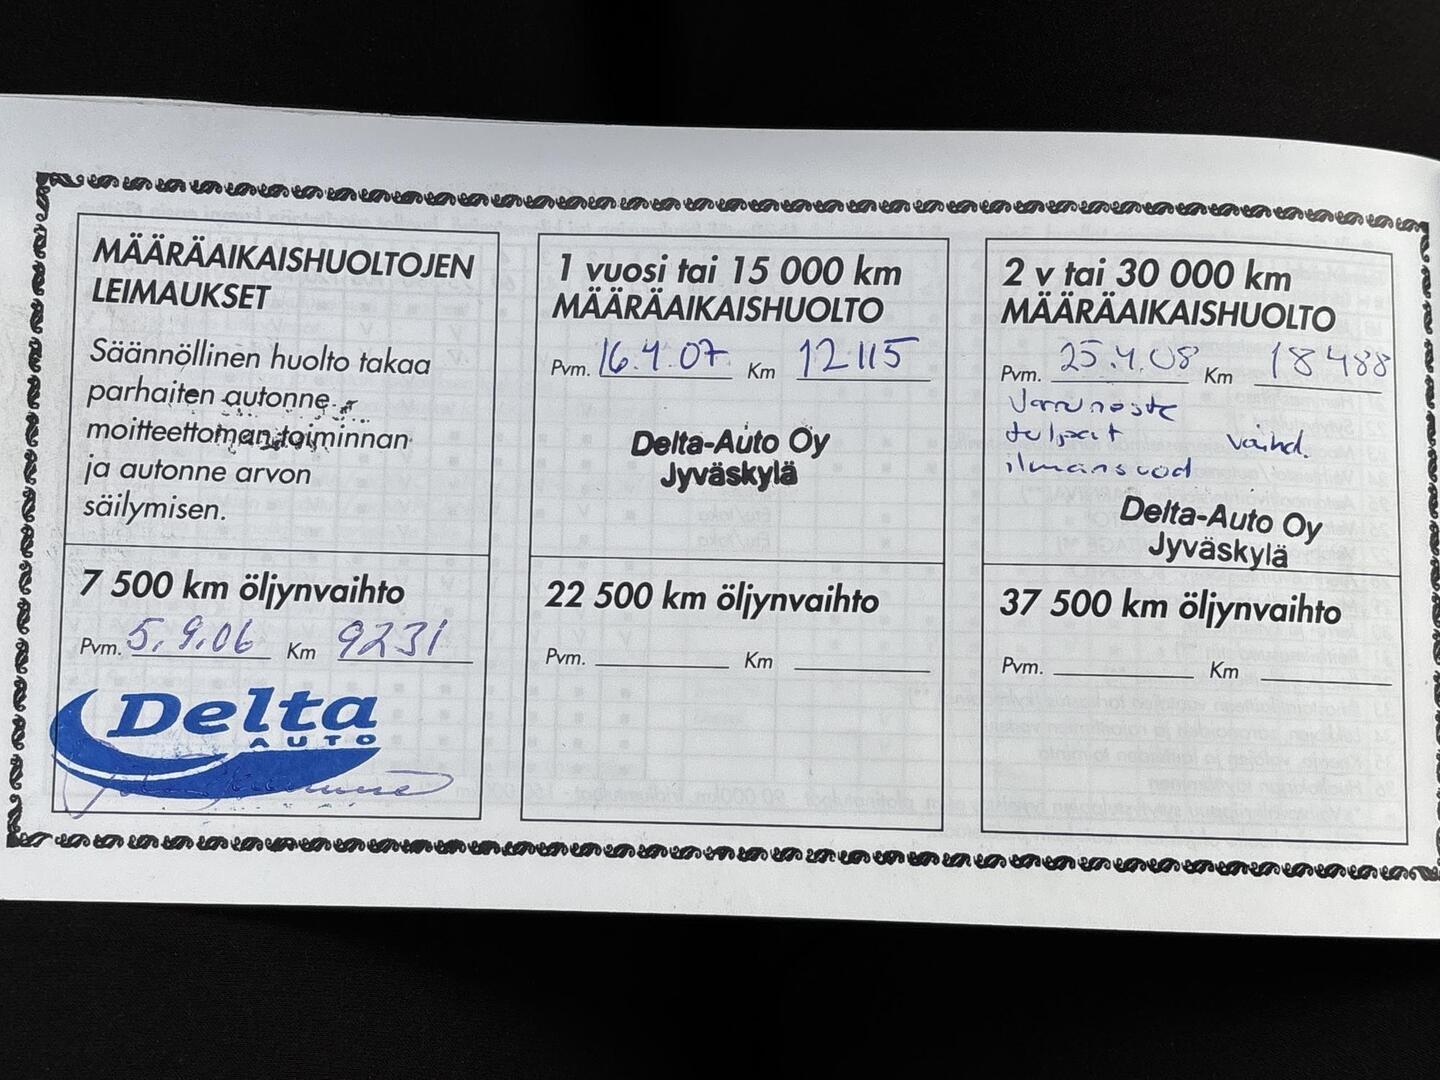 MÄÄRÄAIKAISHUOLTOJEN
LEIMAUKSET
Säännöllinen huolto takaa
parhaiten autonne
moitteettoman toiminnan
ja autonne arvon
säilymisen.
7 500 km öljynvaihto
Pvm. 5.9.06 Km 9231
Delta
AUTO
1 vuosi tai 15 000 km
MÄÄRÄAIKAISHUOLTO
Pvm. 16.4.07 Km 12115
Delta-Auto Oy
Jyväskylä
22 500 km öljynvaihto
Pvm. Km
2 v tai 30 000 km
MÄÄRÄAIKAISHUOLTO
Pvm. 25.4.08 Km 18488
Jarruneste
tulpat vaihd.
ilmansuod
Delta-Auto Oy
Jyväskylä
37 500 km öljynvaihto
Pvm. Km